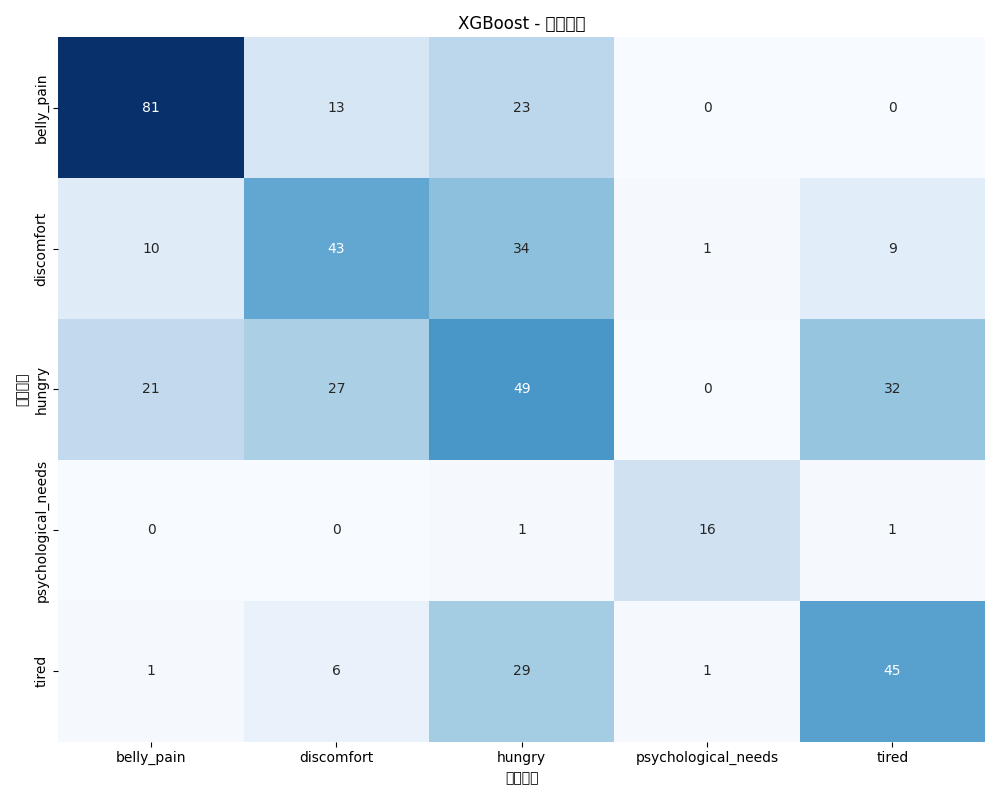 XGBoost - □□□□
belly_pain 81 13 23 0 0
discomfort 10 43 34 1 9
hungry 21 27 49 0 32
psychological_needs 0 0 1 16 1
tired 1 6 29 1 45
□□□□
belly_pain discomfort hungry psychological_needs tired
□□□□